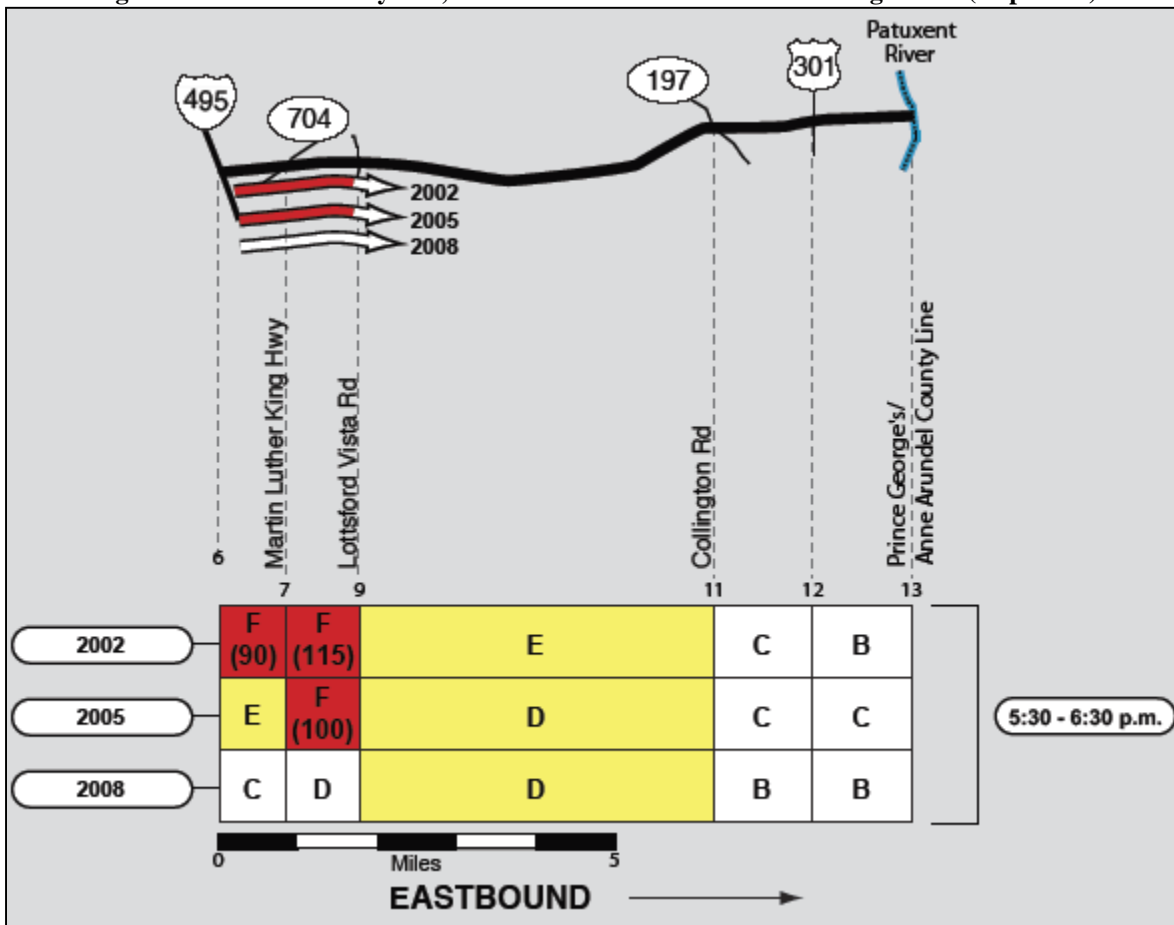 Patuxent
River
495
704
197
301
2002
2005
2008
Martin Luther King Hwy
Lottsford Vista Rd
Collington Rd
Prince George's/
Anne Arundel County Line
6
7
9
11
12
13
2002
F
(90)
F
(115)
E
C
B
2005
E
F
(100)
D
C
C
2008
C
D
D
B
B
5:30 - 6:30 p.m.
0
Miles
5
EASTBOUND